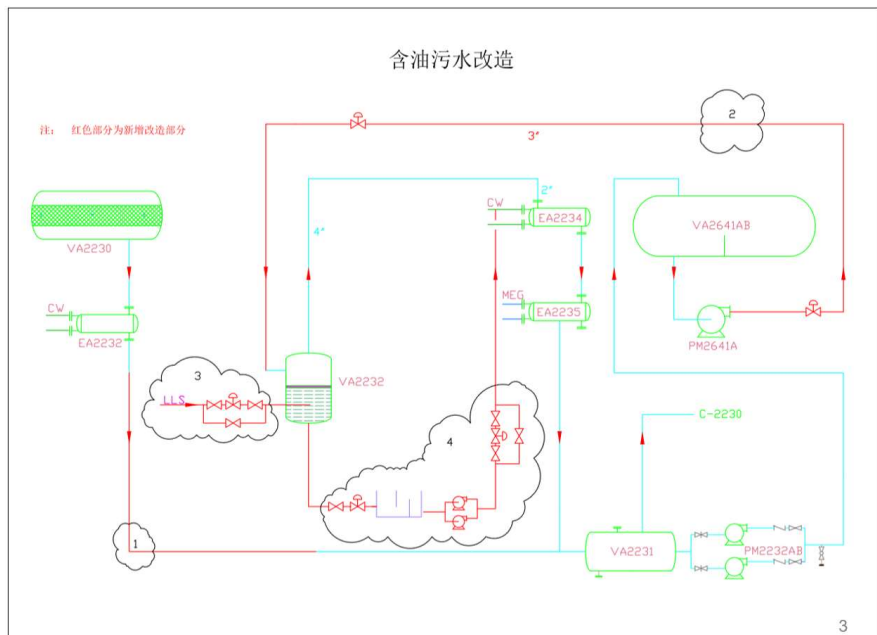 含油污水改造
注： 红色部分为新增改造部分
2
3"
VA2230
4"
CW
2"
EA2234
VA2641AB
CW
EA2232
MEG
EA2235
PM2641A
3
VA2232
LLS
C-2230
4
1
VA2231
PM2232AB
3